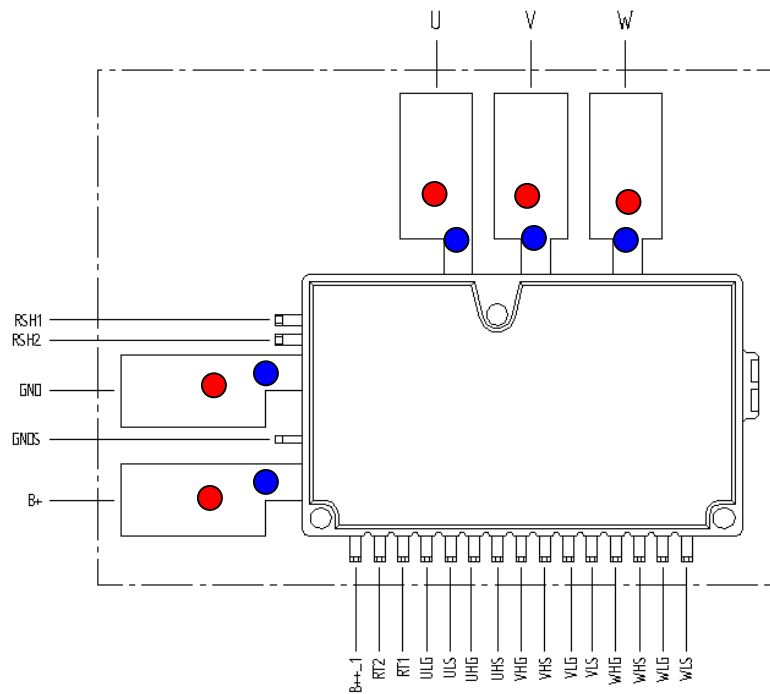 U V W
RSH1
RSH2
GND
GNDS
B+
B++_1 RT2 RT1 ULG ULS UHG UHS VHG VHS VLG VLS WHG WHS WLG WLS